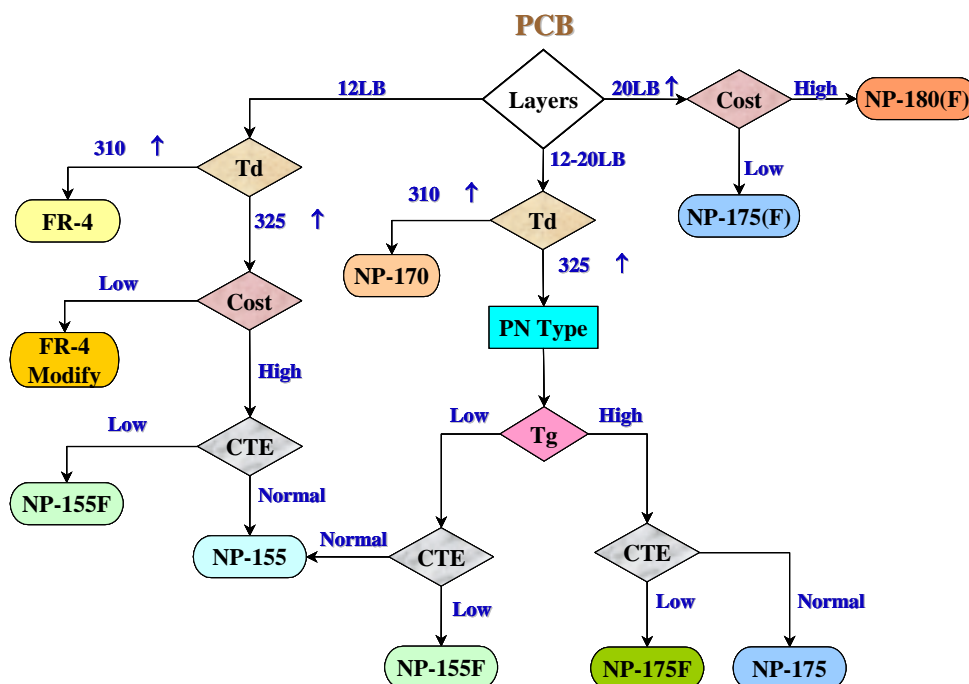 PCB
Layers
12LB
20LB ↑
Cost
High
NP-180(F)
Low
NP-175(F)
12-20LB
310 ↑
Td
FR-4
325 ↑
310 ↑
Td
NP-170
325 ↑
Low
Cost
FR-4
Modify
High
PN Type
Low
CTE
NP-155F
Normal
NP-155
Low
Tg
High
Normal
CTE
Low
NP-155F
CTE
Low
Normal
NP-175F
NP-175